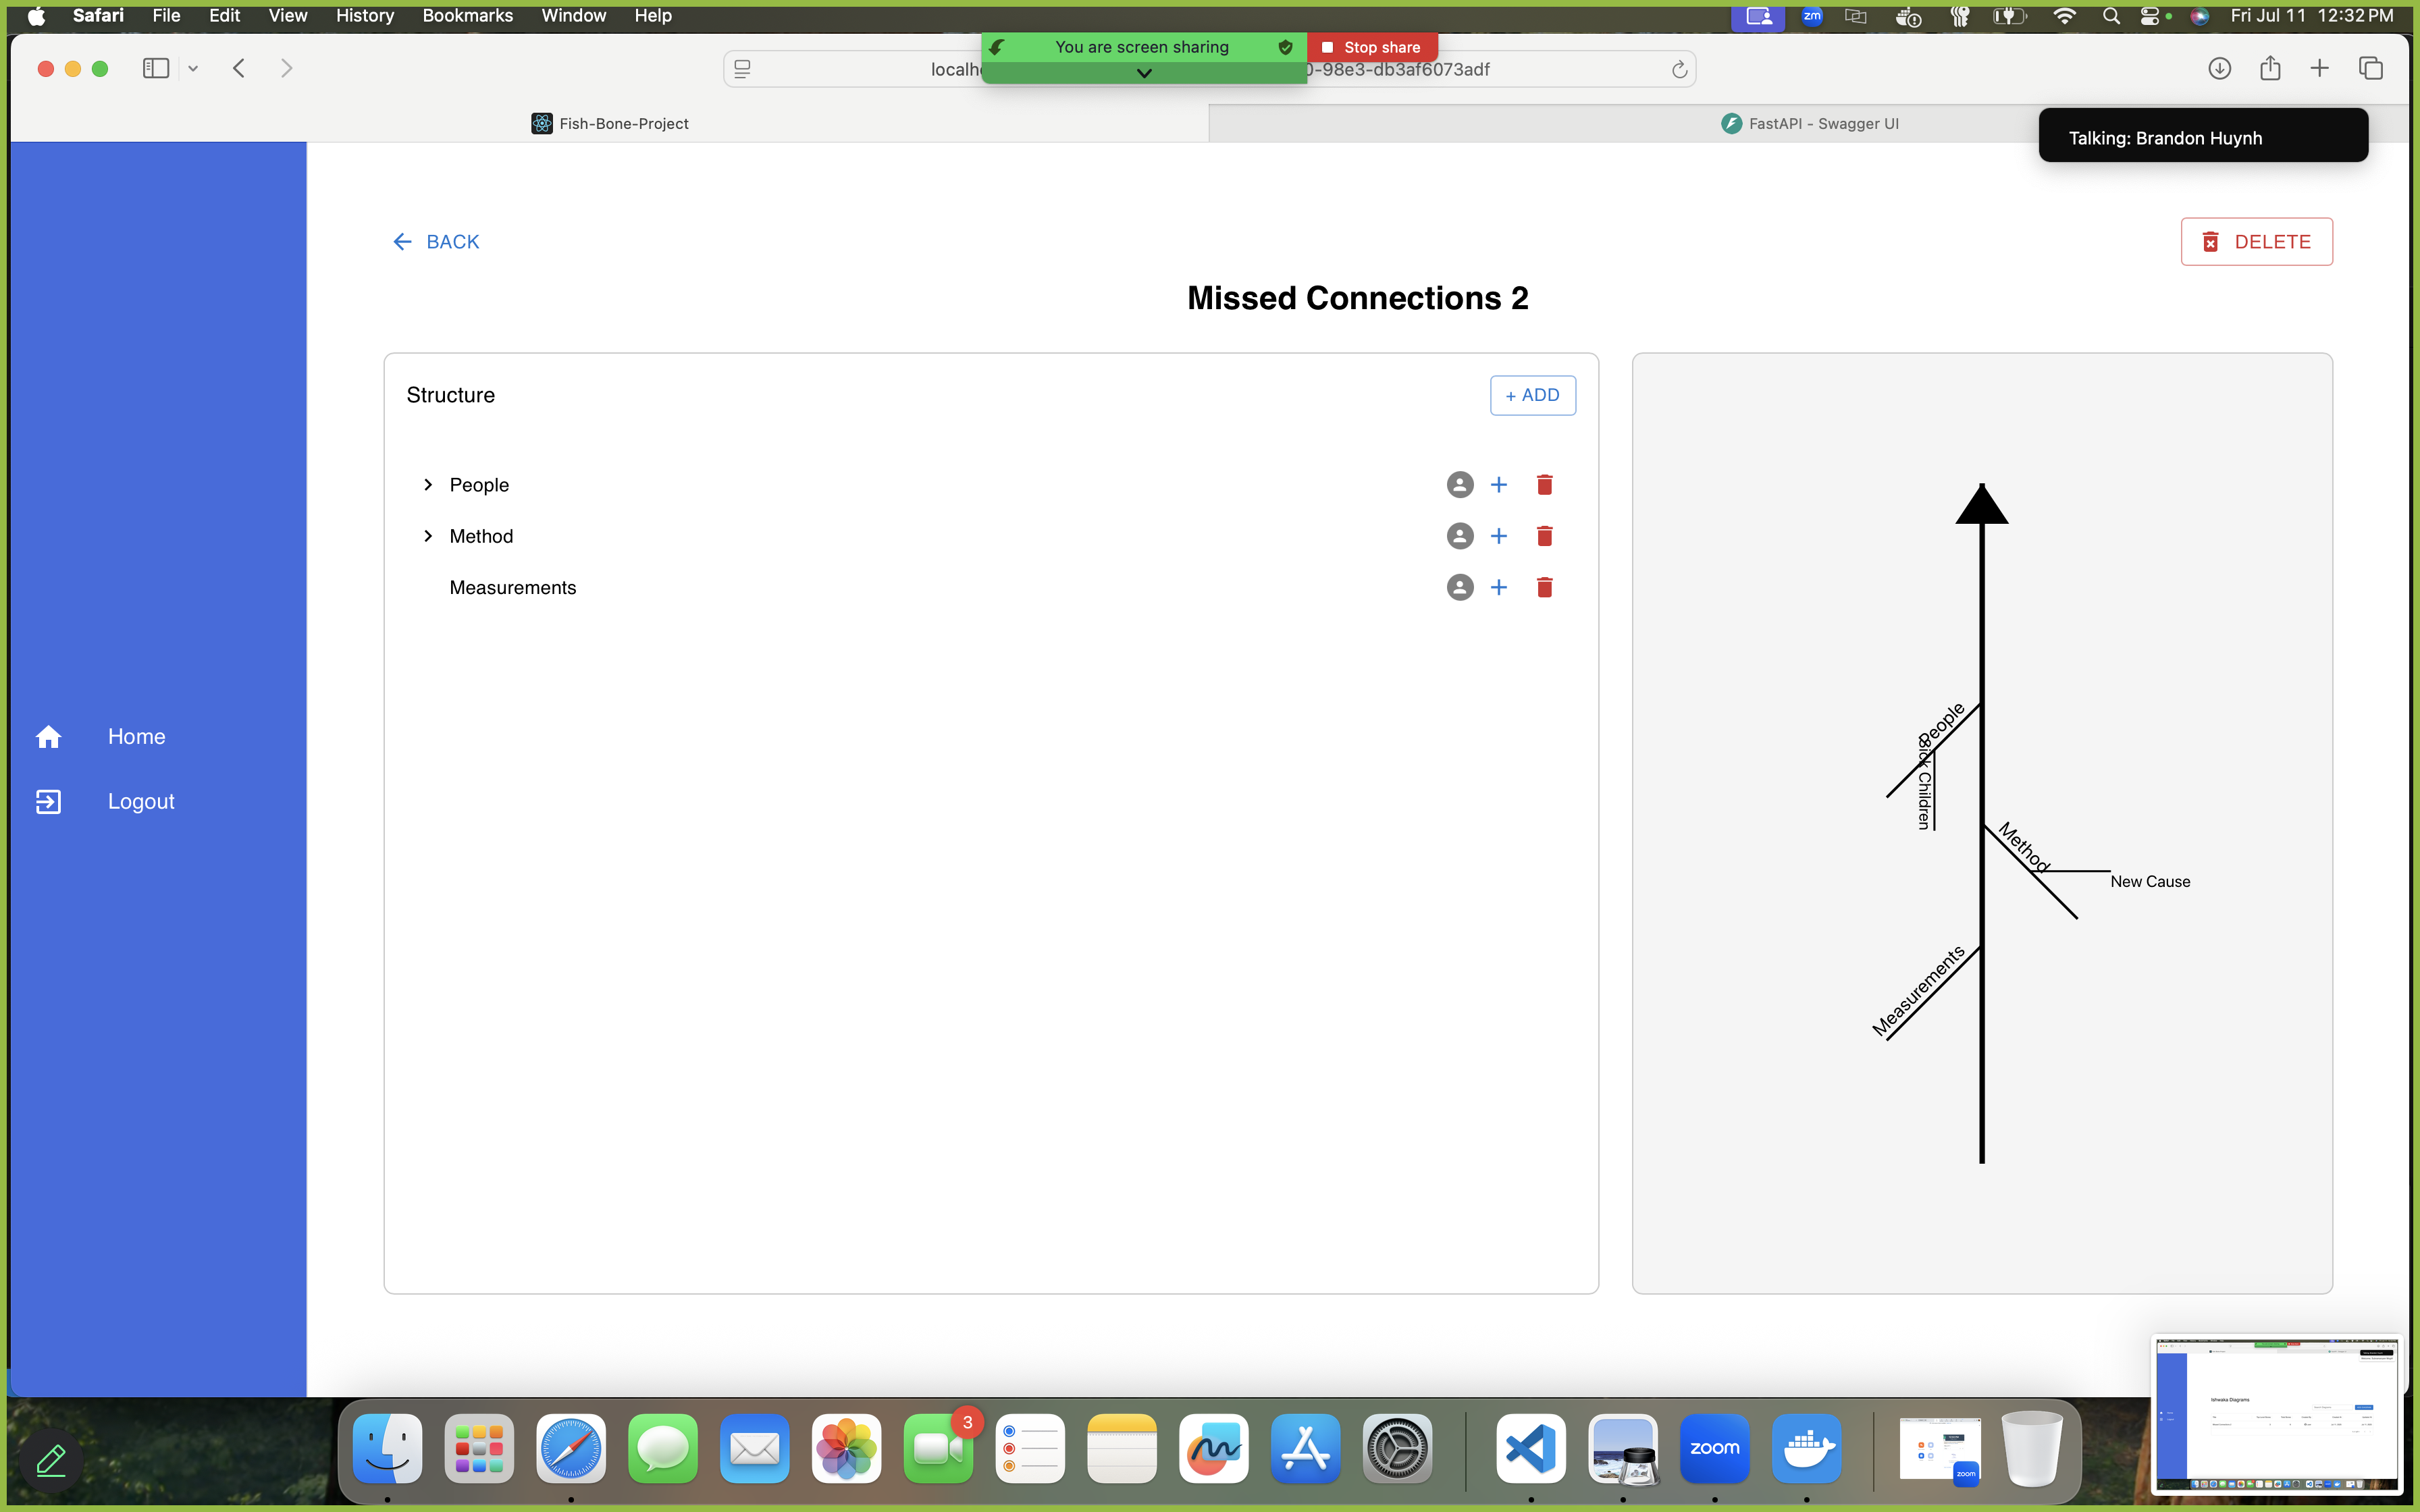 Safari File Edit View History Bookmarks Window Help
zm
Fri Jul 11 12:32 PM
You are screen sharing
Stop share
0-98e3-db3af6073adf
Fish-Bone-Project
FastAPI - Swagger UI
Talking: Brandon Huynh
BACK
DELETE
Missed Connections 2
Structure
+ ADD
People
Method
Measurements
Home
Logout
People
Sick Children
Method
New Cause
Measurements
3
zoom
zoom